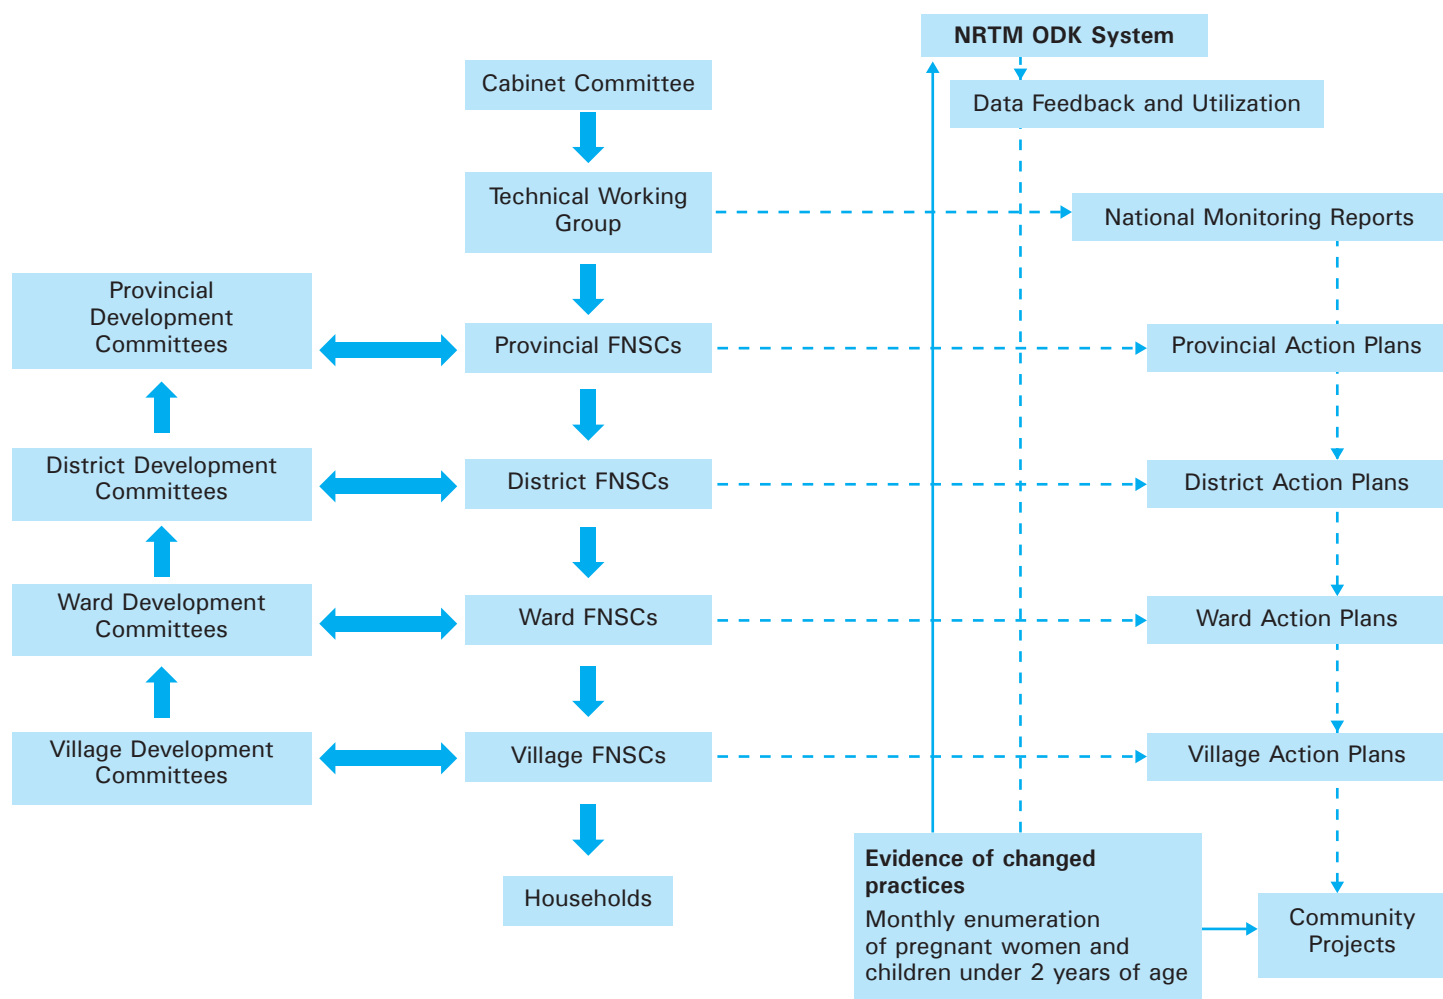 NRTM ODK System
Cabinet Committee
Data Feedback and Utilization
Technical Working
Group
National Monitoring Reports
Provincial
Development
Committees
Provincial FNSCs
Provincial Action Plans
District Development
Committees
District FNSCs
District Action Plans
Ward Development
Committees
Ward FNSCs
Ward Action Plans
Village Development
Committees
Village FNSCs
Village Action Plans
Households
Evidence of changed
practices
Monthly enumeration
of pregnant women and
children under 2 years of age
Community
Projects